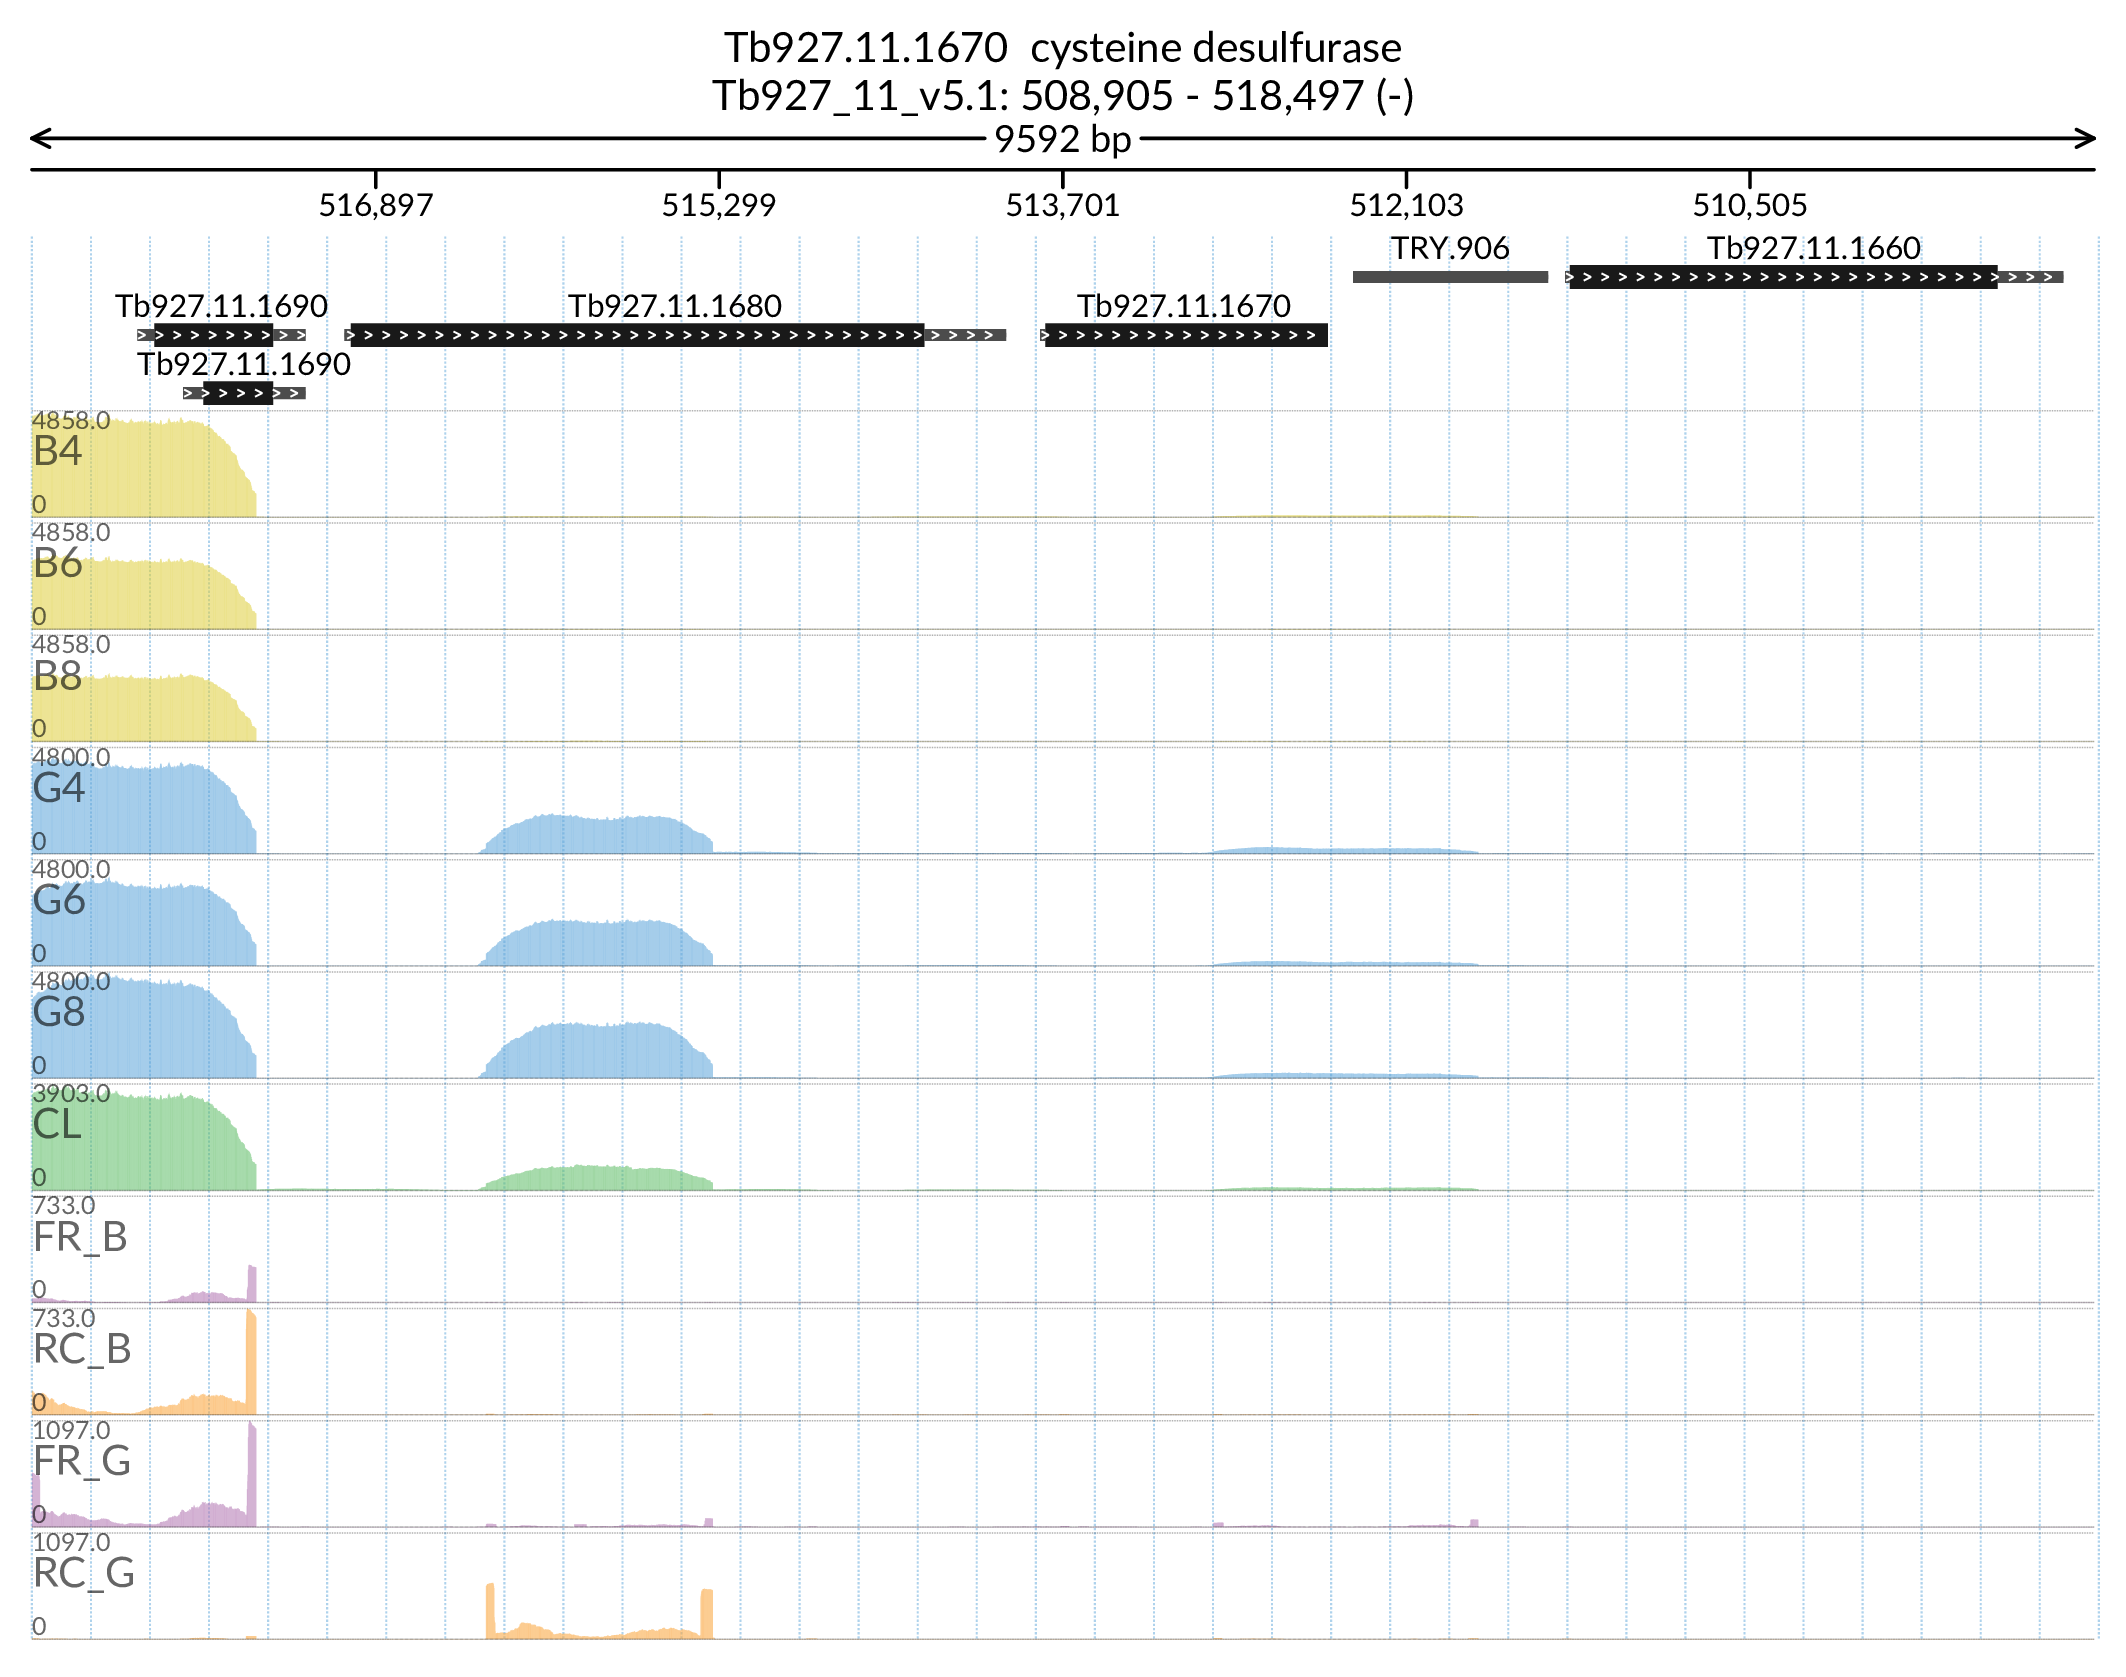 Tb927.11.1670 cysteine desulfurase
Tb927_11_v5.1: 508,905 - 518,497 (-)
9592 bp
516,897 515,299 513,701 512,103 510,505
TRY.906 Tb927.11.1660
Tb927.11.1690 Tb927.11.1680 Tb927.11.1670
Tb927.11.1690
4858.0
B4
0
4858.0
B6
0
4858.0
B8
0
4800.0
G4
0
4800.0
G6
0
4800.0
G8
0
3903.0
CL
0
733.0
FR_B
0
733.0
RC_B
0
1097.0
FR_G
0
1097.0
RC_G
0